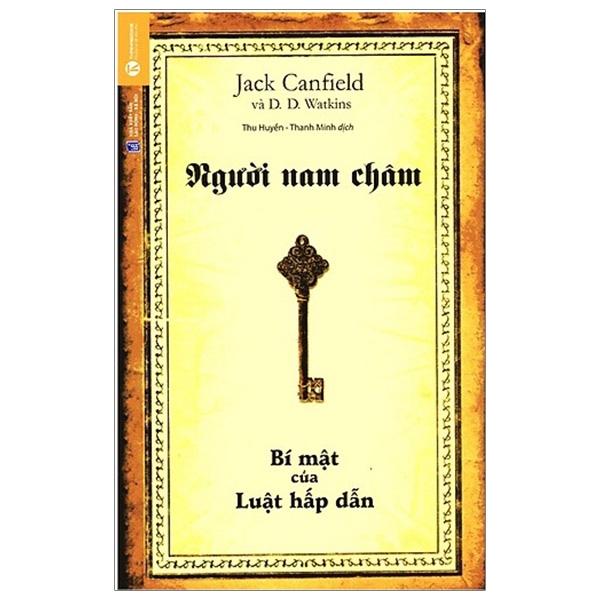 Jack Canfield
và D. D. Watkins
Thu Huyền - Thanh Minh dịch
Người nam châm
Bí mật
của
Luật hấp dẫn